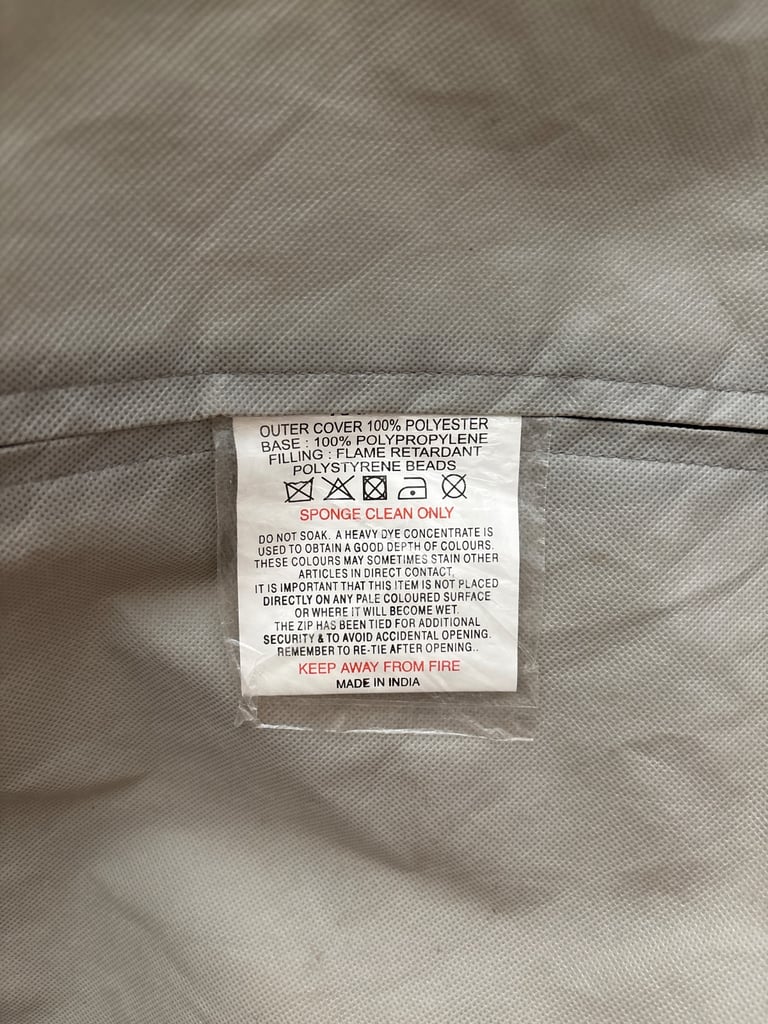 OUTER COVER 100% POLYESTER
BASE : 100% POLYPROPYLENE
FILLING : FLAME RETARDANT
POLYSTYRENE BEADS
SPONGE CLEAN ONLY
DO NOT SOAK. A HEAVY DYE CONCENTRATE IS
USED TO OBTAIN A GOOD DEPTH OF COLOURS.
THESE COLOURS MAY SOMETIMES STAIN OTHER
ARTICLES IN DIRECT CONTACT.
IT IS IMPORTANT THAT THIS ITEM IS NOT PLACED
DIRECTLY ON ANY PALE COLOURED SURFACE
OR WHERE IT WILL BECOME WET.
THE ZIP HAS BEEN TIED FOR ADDITIONAL
SECURITY & TO AVOID ACCIDENTAL OPENING.
REMEMBER TO RE-TIE AFTER OPENING..
KEEP AWAY FROM FIRE
MADE IN INDIA